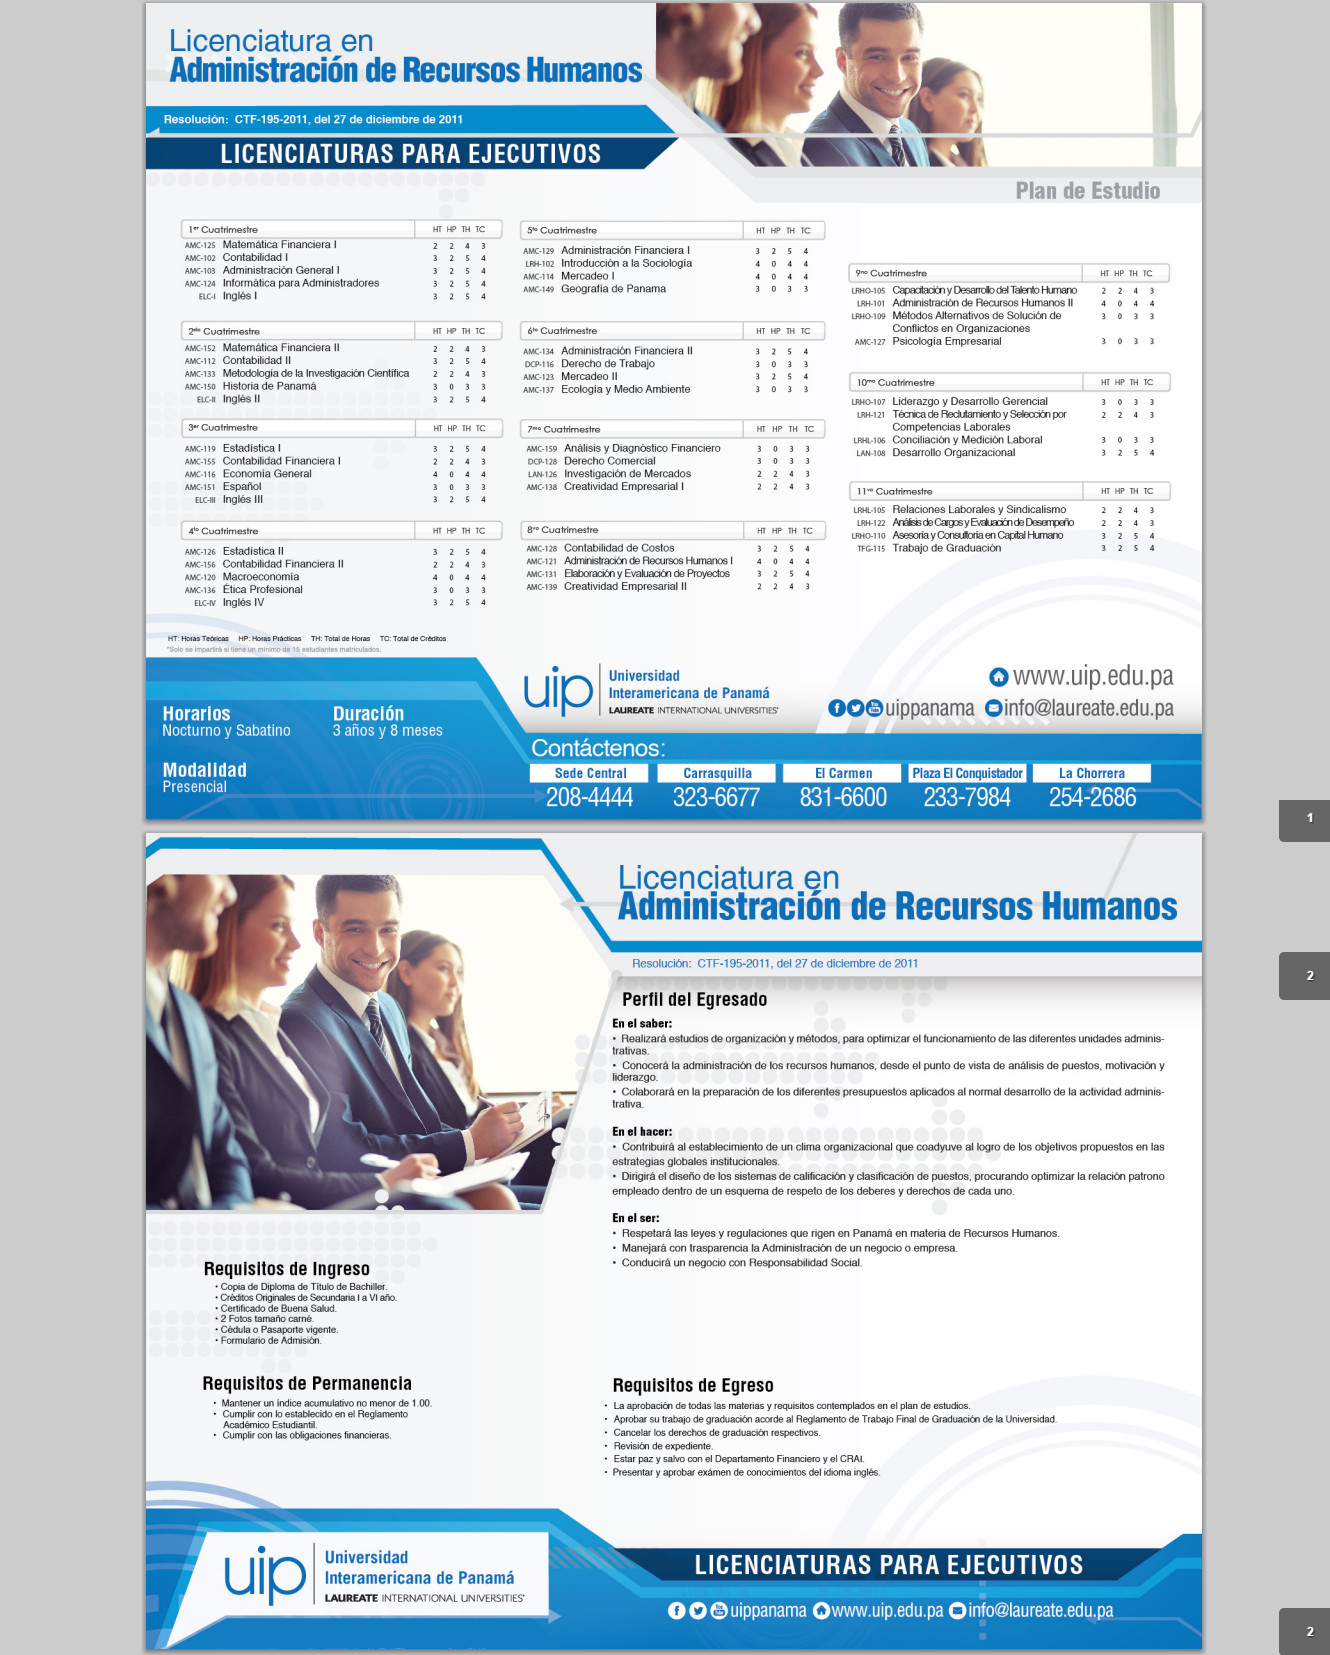 Licenciatura en
Administración de Recursos Humanos
Resolución: CTF-195-2011, del 27 de diciembre de 2011
LICENCIATURAS PARA EJECUTIVOS
Plan de Estudio
1er Cuatrimestre HT HP TH TC
AMC-125 Matemática Financiera I 2 2 4 3
AMC-102 Contabilidad I 3 2 5 4
AMC-103 Administración General I 3 2 5 4
AMC-124 Informática para Administradores 3 2 5 4
ELC-I Inglés I 3 2 5 4
2do Cuatrimestre HT HP TH TC
AMC-152 Matemática Financiera II 2 2 4 3
AMC-112 Contabilidad II 3 2 5 4
AMC-133 Metodología de la Investigación Científica 2 2 4 3
AMC-150 Historia de Panamá 3 0 3 3
ELC-II Inglés II 3 2 5 4
3er Cuatrimestre HT HP TH TC
AMC-119 Estadística I 3 2 5 4
AMC-155 Contabilidad Financiera I 2 2 4 3
AMC-116 Economía General 4 0 4 4
AMC-151 Español 3 0 3 3
ELC-III Inglés III 3 2 5 4
4to Cuatrimestre HT HP TH TC
AMC-126 Estadística II 3 2 5 4
AMC-156 Contabilidad Financiera II 2 2 4 3
AMC-120 Macroeconomía 4 0 4 4
AMC-136 Ética Profesional 3 0 3 3
ELC-IV Inglés IV 3 2 5 4
5to Cuatrimestre HT HP TH TC
AMC-129 Administración Financiera I 3 2 5 4
LRH-102 Introducción a la Sociología 4 0 4 4
AMC-114 Mercadeo I 4 0 4 4
AMC-149 Geografía de Panama 3 0 3 3
6to Cuatrimestre HT HP TH TC
AMC-134 Administración Financiera II 3 2 5 4
DCP-116 Derecho de Trabajo 3 0 3 3
AMC-123 Mercadeo II 3 2 5 4
AMC-137 Ecología y Medio Ambiente 3 0 3 3
7mo Cuatrimestre HT HP TH TC
AMC-159 Análisis y Diagnóstico Financiero 3 0 3 3
DCP-128 Derecho Comercial 3 0 3 3
LAN-126 Investigación de Mercados 2 2 4 3
AMC-138 Creatividad Empresarial I 2 2 4 3
8vo Cuatrimestre HT HP TH TC
AMC-128 Contabilidad de Costos 3 2 5 4
AMC-121 Administración de Recursos Humanos I 4 0 4 4
AMC-131 Elaboración y Evaluación de Proyectos 3 2 5 4
AMC-139 Creatividad Empresarial II 2 2 4 3
9no Cuatrimestre HT HP TH TC
LRHO-105 Capacitación y Desarrollo del Talento Humano 2 2 4 3
LRH-101 Administración de Recursos Humanos II 4 0 4 4
LRHO-109 Métodos Alternativos de Solución de 3 0 3 3
Conflictos en Organizaciones
AMC-127 Psicología Empresarial 3 0 3 3
10mo Cuatrimestre HT HP TH TC
LRHO-107 Liderazgo y Desarrollo Gerencial 3 0 3 3
LRH-121 Técnica de Reclutamiento y Selección por 2 2 4 3
Competencias Laborales
LRHL-106 Conciliación y Medición Laboral 3 0 3 3
LAN-108 Desarrollo Organizacional 3 2 5 4
11vo Cuatrimestre HT HP TH TC
LRHL-105 Relaciones Laborales y Sindicalismo 2 2 4 3
LRH-122 Análisis de Cargos y Evaluación de Desempeño 2 2 4 3
LRHO-110 Asesoría y Consultoría en Capital Humano 3 2 5 4
TFG-115 Trabajo de Graduación 3 2 5 4
HT: Horas Teóricas HP: Horas Prácticas TH: Total de Horas TC: Total de Créditos
*Solo se impartirá si tiene un mínimo de 15 estudiantes matriculados.
Horarios
Nocturno y Sabatino
Duración
3 años y 8 meses
Modalidad
Presencial
uip Universidad
Interamericana de Panamá
LAUREATE INTERNATIONAL UNIVERSITIES
www.uip.edu.pa
uippanama info@laureate.edu.pa
Contáctenos:
Sede Central Carrasquilla El Carmen Plaza El Conquistador La Chorrera
208-4444 323-6677 831-6600 233-7984 254-2686
1
Licenciatura en
Administración de Recursos Humanos
Resolución: CTF-195-2011, del 27 de diciembre de 2011
2
Perfil del Egresado
En el saber:
• Realizará estudios de organización y métodos, para optimizar el funcionamiento de las diferentes unidades adminis-
trativas.
• Conocerá la administración de los recursos humanos, desde el punto de vista de análisis de puestos, motivación y
liderazgo.
• Colaborará en la preparación de los diferentes presupuestos aplicados al normal desarrollo de la actividad adminis-
trativa.
En el hacer:
• Contribuirá al establecimiento de un clima organizacional que coadyuve al logro de los objetivos propuestos en las
estrategias globales institucionales.
• Dirigirá el diseño de los sistemas de calificación y clasificación de puestos, procurando optimizar la relación patrono
empleado dentro de un esquema de respeto de los deberes y derechos de cada uno.
En el ser:
• Respetará las leyes y regulaciones que rigen en Panamá en materia de Recursos Humanos.
• Manejará con trasparencia la Administración de un negocio o empresa.
• Conducirá un negocio con Responsabilidad Social.
Requisitos de Ingreso
• Copia de Diploma de Título de Bachiller.
• Créditos Originales de Secundaria I a VI año.
• Certificado de Buena Salud.
• 2 Fotos tamaño carné.
• Cédula o Pasaporte vigente.
• Formulario de Admisión.
Requisitos de Permanencia
• Mantener un índice acumulativo no menor de 1.00.
• Cumplir con lo establecido en el Reglamento
Académico Estudiantil.
• Cumplir con las obligaciones financieras.
Requisitos de Egreso
• La aprobación de todas las materias y requisitos contemplados en el plan de estudios.
• Aprobar su trabajo de graduación acorde al Reglamento de Trabajo Final de Graduación de la Universidad.
• Cancelar los derechos de graduación respectivos.
• Revisión de expediente.
• Estar paz y salvo con el Departamento Financiero y el CRAI.
• Presentar y aprobar exámen de conocimientos del idioma inglés.
uip Universidad
Interamericana de Panamá
LAUREATE INTERNATIONAL UNIVERSITIES
LICENCIATURAS PARA EJECUTIVOS
uippanama www.uip.edu.pa info@laureate.edu.pa
2